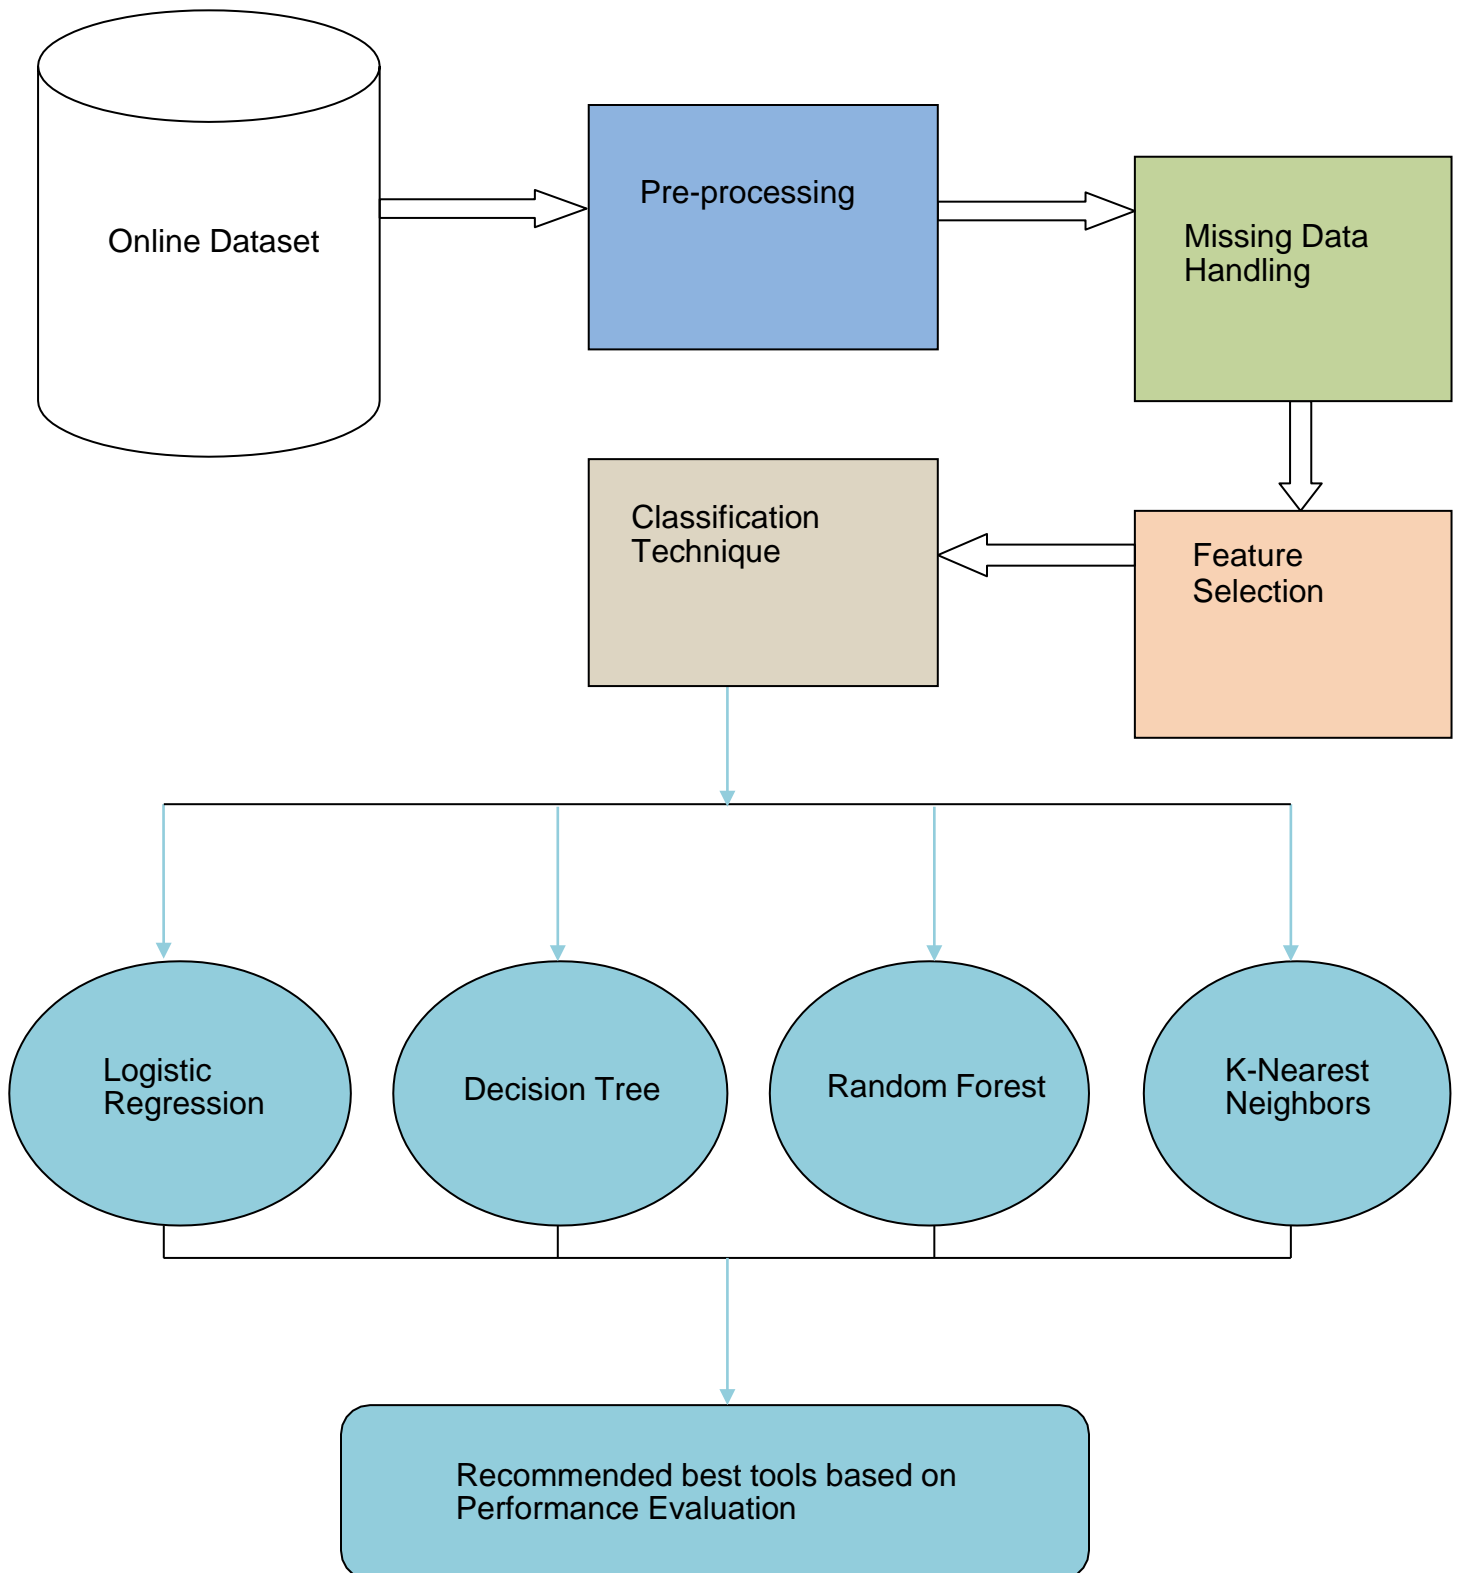 Online Dataset
Pre-processing
Missing Data
Handling
Classification
Technique
Feature
Selection
Logistic
Regression
Decision Tree
Random Forest
K-Nearest
Neighbors
Recommended best tools based on
Performance Evaluation